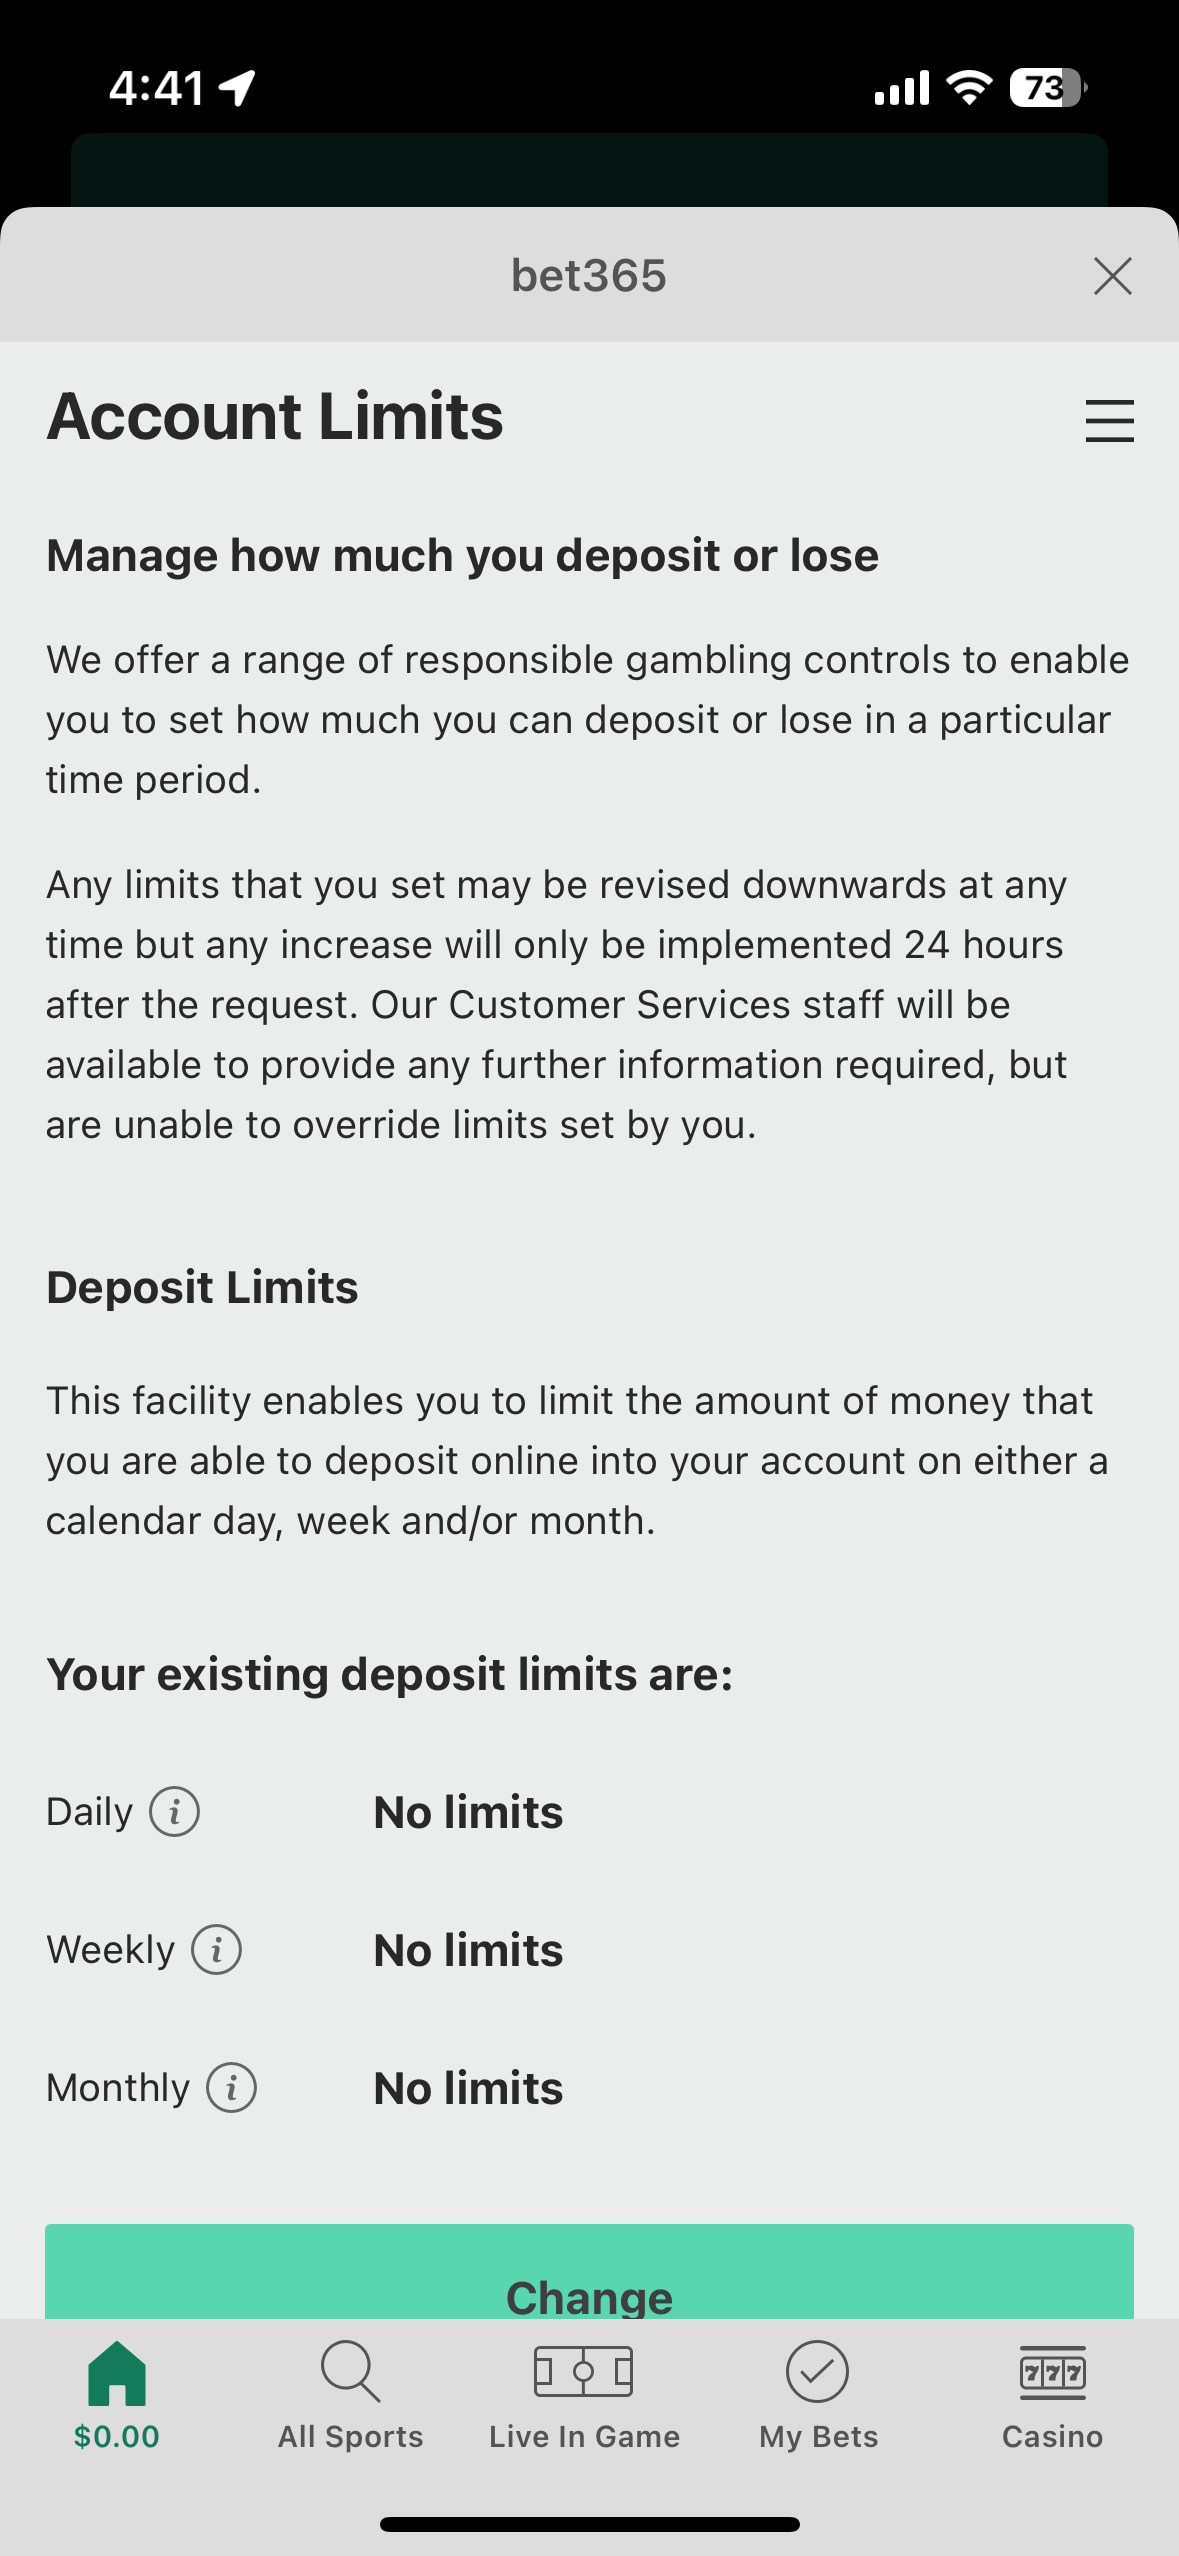 4:41
73
bet365
Account Limits
Manage how much you deposit or lose
We offer a range of responsible gambling controls to enable
you to set how much you can deposit or lose in a particular
time period.
Any limits that you set may be revised downwards at any
time but any increase will only be implemented 24 hours
after the request. Our Customer Services staff will be
available to provide any further information required, but
are unable to override limits set by you.
Deposit Limits
This facility enables you to limit the amount of money that
you are able to deposit online into your account on either a
calendar day, week and/or month.
Your existing deposit limits are:
Daily i No limits
Weekly i No limits
Monthly i No limits
Change
777
$0.00 All Sports Live In Game My Bets Casino